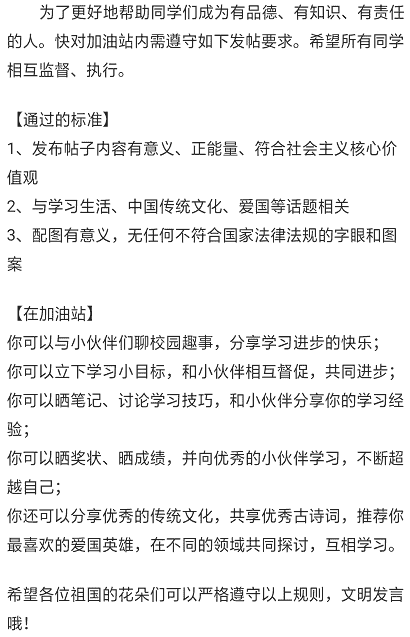 为了更好地帮助同学们成为有品德、有知识、有责任
的人。快对加油站内需遵守如下发帖要求。希望所有同学
相互监督、执行。
【通过的标准】
1、发布帖子内容有意义、正能量、符合社会主义核心价
值观
2、与学习生活、中国传统文化、爱国等话题相关
3、配图有意义，无任何不符合国家法律法规的字眼和图
案
【在加油站】
你可以与小伙伴们聊校园趣事，分享学习进步的快乐；
你可以立下学习小目标，和小伙伴相互督促，共同进步；
你可以晒笔记、讨论学习技巧，和小伙伴分享你的学习经
验；
你可以晒奖状、晒成绩，并向优秀的小伙伴学习，不断超
越自己；
你还可以分享优秀的传统文化，共享优秀古诗词，推荐你
最喜欢的爱国英雄，在不同的领域共同探讨，互相学习。
希望各位祖国的花朵们可以严格遵守以上规则，文明发言
哦！